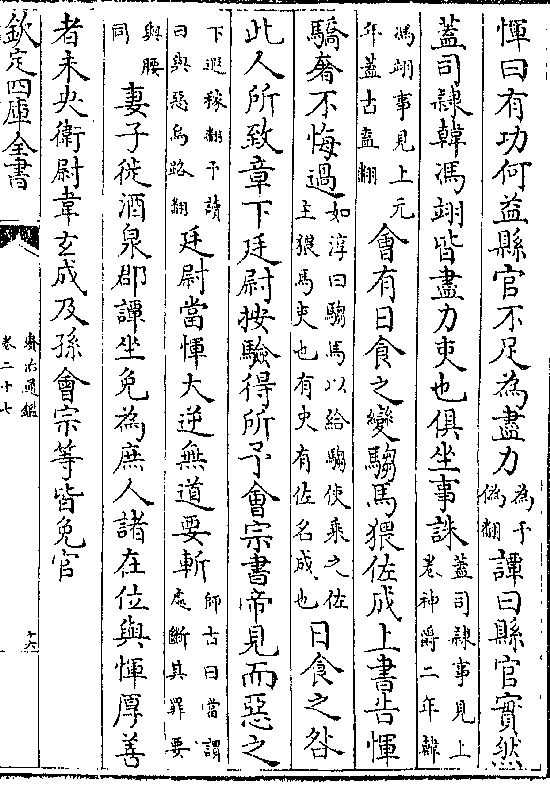 惲曰有功何益縣官不足為盡力為于偽翻譚曰縣官實然
蓋司隸韓馮翊皆盡力吏也俱坐事誅蓋司隸事見上卷神爵二年韓
馮翊事見上元年蓋古盍翻會有日食之變騶馬猥佐成上書告惲
驕奢不悔過如淳曰騶馬以給騶使乘之佐主猥馬吏也有史有佐名成也日食之咎
此人所致章下廷尉按驗得所予會宗書帝見而惡之
下遐稼翻予讀曰與惡烏路翻廷尉當惲大逆無道要斬師古曰當謂處斷其罪要
與腰同妻子徙酒泉郡譚坐免為庶人諸在位與惲厚善
者未央衛尉韋玄成及孫會宗等皆免官
欽定四庫全書
資治通鑑
卷二十七
十六